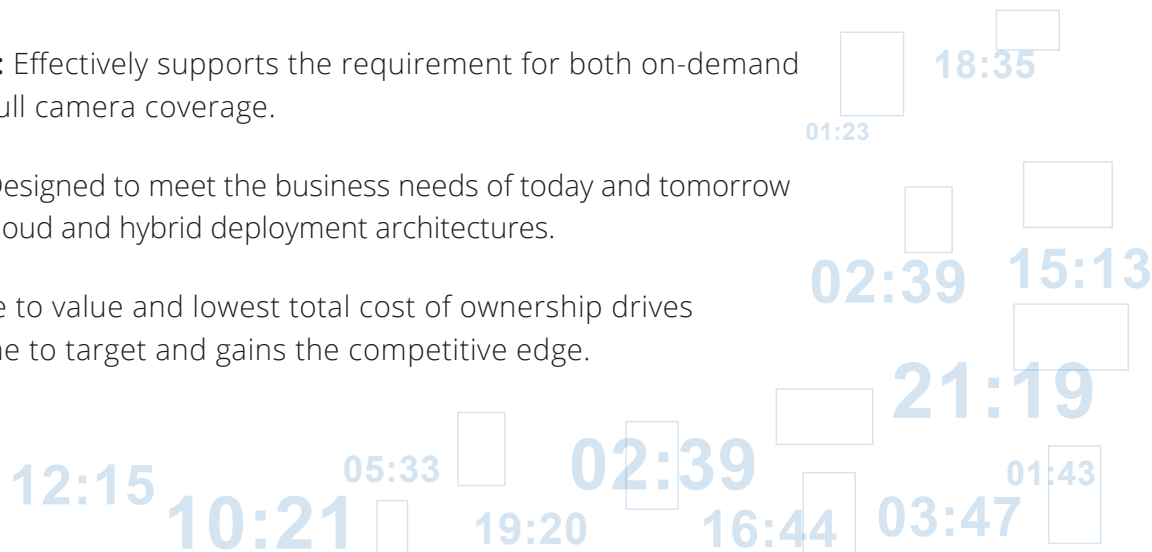 : Effectively supports the requirement for both on-demand
ull camera coverage.
esigned to meet the business needs of today and tomorrow
loud and hybrid deployment architectures.
e to value and lowest total cost of ownership drives
ne to target and gains the competitive edge.
18:35
01:23
02:39
15:13
21:19
02:39
05:33
12:15
01:43
10:21
19:20
16:44
03:47